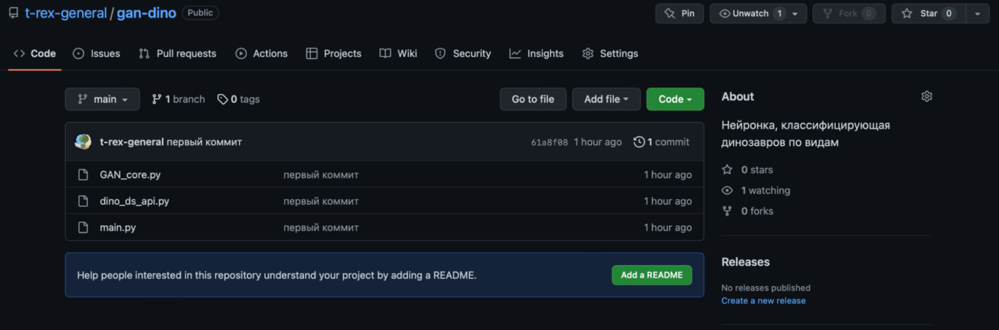 t-rex-general / gan-dino Public Pin Unwatch 1 Fork 0 Star 0
Code Issues Pull requests Actions Projects Wiki Security Insights Settings
main 1 branch 0 tags Go to file Add file Code
t-rex-general первый коммит 61a8f08 1 hour ago 1 commit
GAN_core.py первый коммит 1 hour ago
dino_ds_api.py первый коммит 1 hour ago
main.py первый коммит 1 hour ago
Help people interested in this repository understand your project by adding a README. Add a README
About
Нейронка, классифицирующая
динозавров по видам
0 stars
1 watching
0 forks
Releases
No releases published
Create a new release